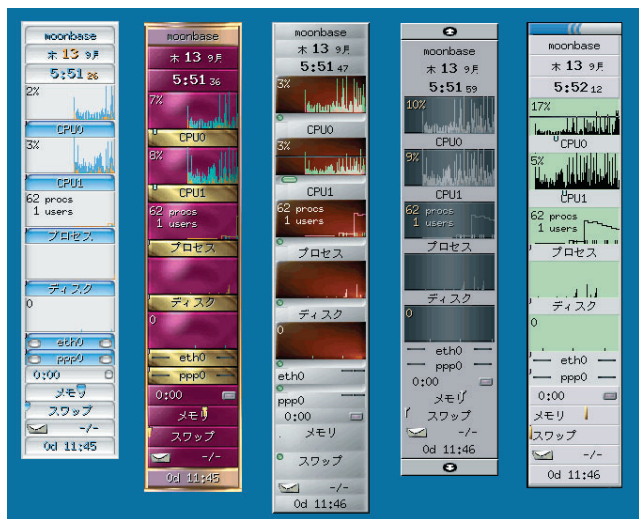 moonbase
木 13 9月
5:51 26
2%
CPU0
3%
CPU1
62 procs
1 users
プロセス
ディスク
0
eth0
ppp0
0:00
メモリ
スワップ
-/-
0d 11:45
moonbase
木 13 9月
5:51 36
7%
CPU0
8%
CPU1
62 procs
1 users
プロセス
ディスク
0
eth0
ppp0
0:00
メモリ
スワップ
-/-
0d 11:45
moonbase
木 13 9月
5:51 47
3%
CPU0
3%
CPU1
62 procs
1 users
プロセス
ディスク
0
eth0
ppp0
0:00
メモリ
スワップ
-/-
0d 11:46
moonbase
木 13 9月
5:51 59
10%
CPU0
9%
CPU1
62 procs
1 users
プロセス
ディスク
0
eth0
ppp0
0:00
メモリ
スワップ
-/-
0d 11:46
moonbase
木 13 9月
5:52 12
17%
CPU0
5%
CPU1
62 procs
1 users
プロセス
ディスク
0
eth0
ppp0
0:00
メモリ
スワップ
-/-
0d 11:46